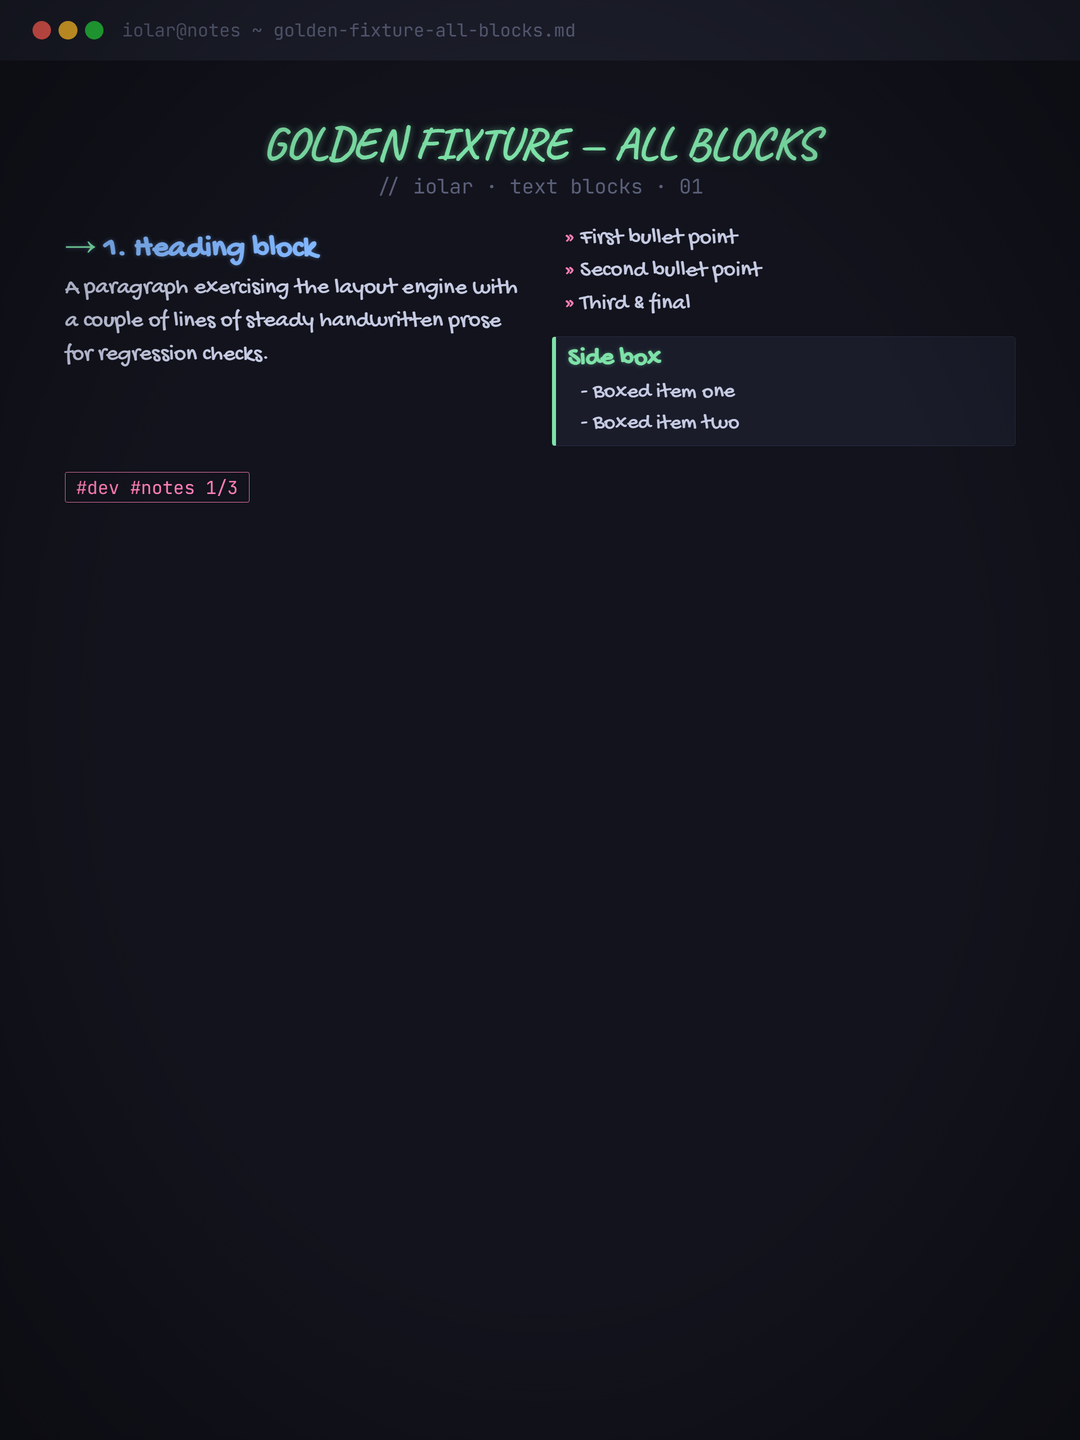 iolar@notes ~ golden-fixture-all-blocks.md
GOLDEN FIXTURE — ALL BLOCKS
// iolar · text blocks · 01
→ 1. Heading block
A paragraph exercising the layout engine with
a couple of lines of steady handwritten prose
for regression checks.
» First bullet point
» Second bullet point
» Third & final
Side box
- Boxed item one
- Boxed item two
#dev #notes 1/3